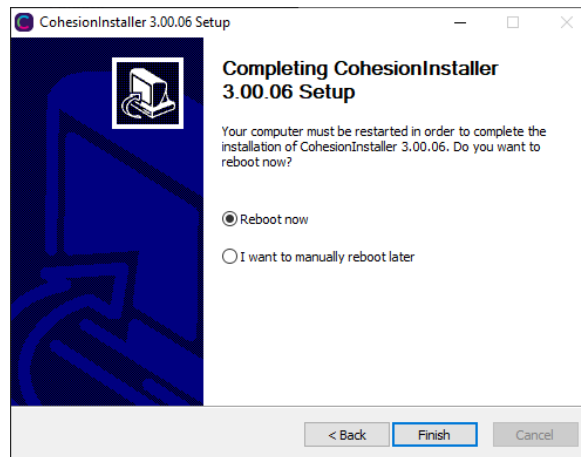 CohesionInstaller 3.00.06 Setup
Completing CohesionInstaller
3.00.06 Setup
Your computer must be restarted in order to complete the
installation of CohesionInstaller 3.00.06. Do you want to
reboot now?
Reboot now
I want to manually reboot later
< Back Finish Cancel